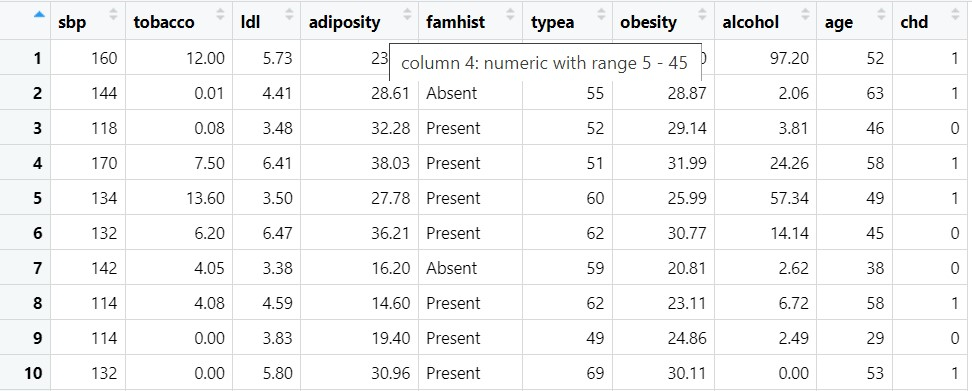 sbp tobacco ldl adiposity famhist typea obesity alcohol age chd
1 160 12.00 5.73 23 97.20 52 1
column 4: numeric with range 5 - 45
2 144 0.01 4.41 28.61 Absent 55 28.87 2.06 63 1
3 118 0.08 3.48 32.28 Present 52 29.14 3.81 46 0
4 170 7.50 6.41 38.03 Present 51 31.99 24.26 58 1
5 134 13.60 3.50 27.78 Present 60 25.99 57.34 49 1
6 132 6.20 6.47 36.21 Present 62 30.77 14.14 45 0
7 142 4.05 3.38 16.20 Absent 59 20.81 2.62 38 0
8 114 4.08 4.59 14.60 Present 62 23.11 6.72 58 1
9 114 0.00 3.83 19.40 Present 49 24.86 2.49 29 0
10 132 0.00 5.80 30.96 Present 69 30.11 0.00 53 1